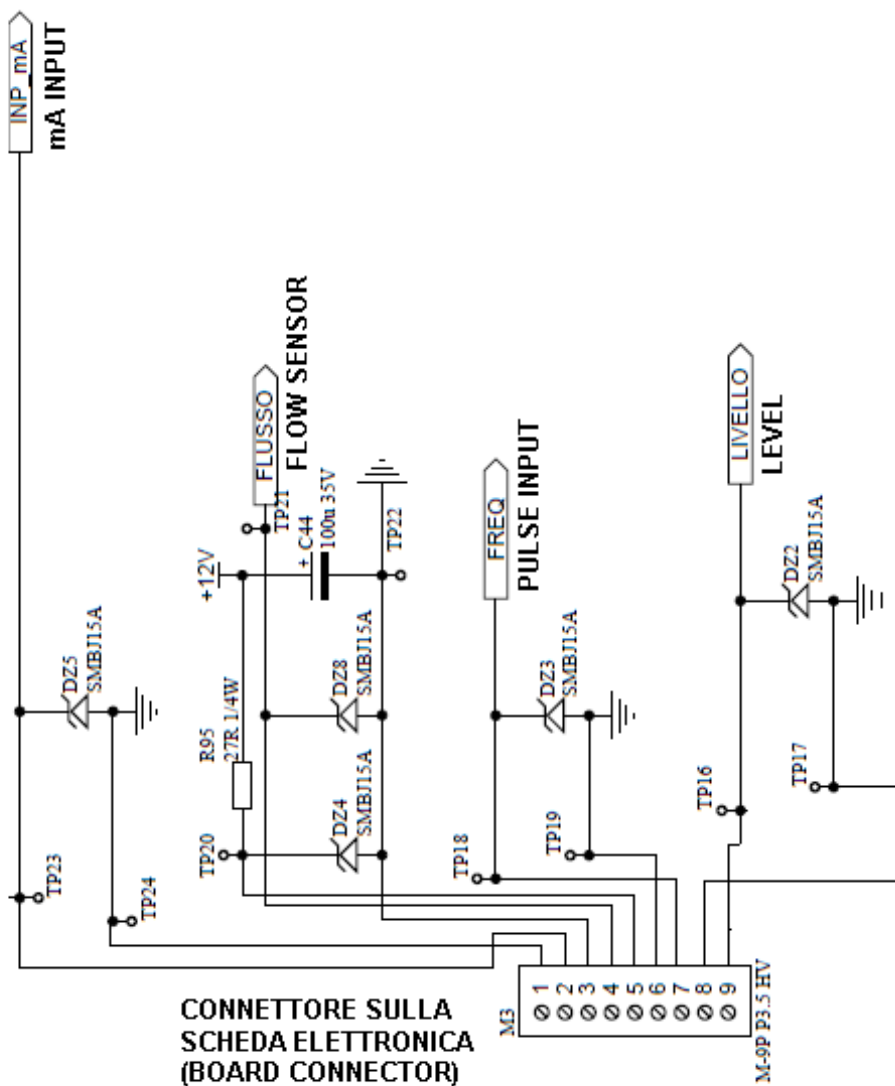 INP_mA
mA INPUT
DZ5
SMBJ15A
TP23
TP24
FLUSSO
FLOW SENSOR
TP21
+12V
+ C44
100u 35V
TP22
R95
27R 1/4W
DZ8
SMBJ15A
DZ4
SMBJ15A
TP20
FREQ
PULSE INPUT
DZ3
SMBJ15A
TP18
TP19
LIVELLO
LEVEL
DZ2
SMBJ15A
TP16
TP17
M3
1
2
3
4
5
6
7
8
9
M-9P P3.5 HV
CONNETTORE SULLA
SCHEDA ELETTRONICA
(BOARD CONNECTOR)